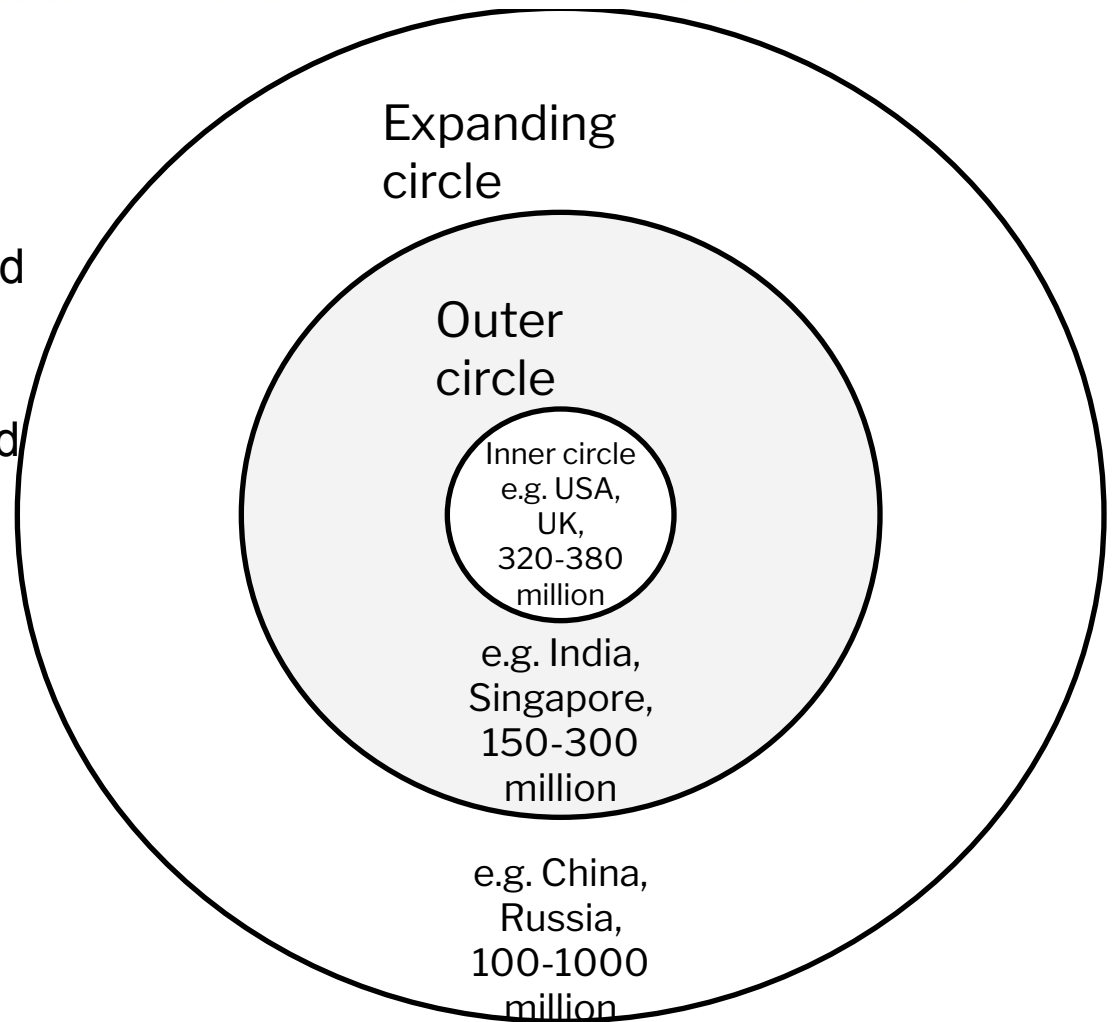 Expanding
circle
d
Outer
circle
d
Inner circle
e.g. USA,
UK,
320-380
million
e.g. India,
Singapore,
150-300
million
e.g. China,
Russia,
100-1000
million